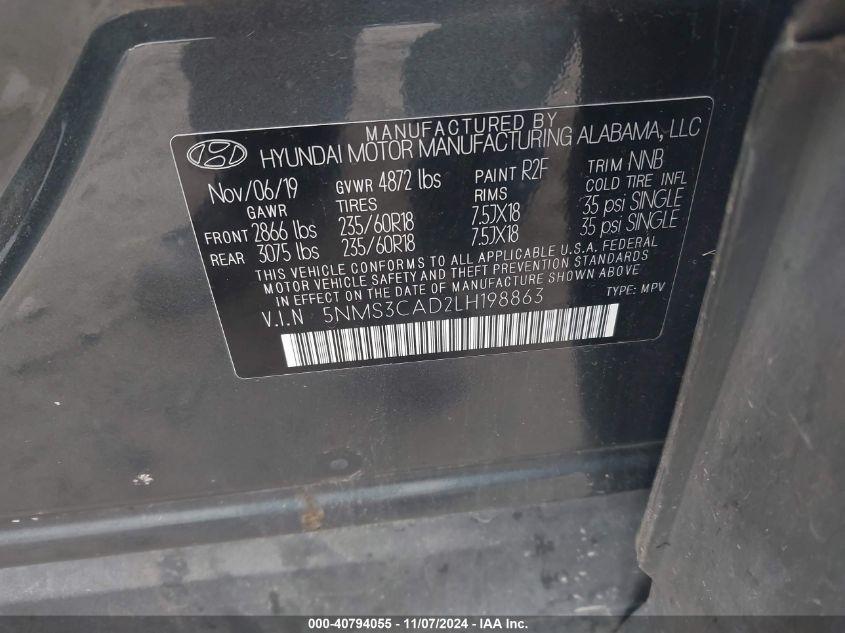 MANUFACTURED BY
HYUNDAI MOTOR MANUFACTURING ALABAMA, LLC
Nov/06/19 GVWR 4872 lbs PAINT R2F TRIM NNB
GAWR TIRES RIMS COLD TIRE INFL
FRONT 2866 lbs 235/60R18 7.5JX18 35 psi SINGLE
REAR 3075 lbs 235/60R18 7.5JX18 35 psi SINGLE
THIS VEHICLE CONFORMS TO ALL APPLICABLE U.S.A. FEDERAL
MOTOR VEHICLE SAFETY AND THEFT PREVENTION STANDARDS
IN EFFECT ON THE DATE OF MANUFACTURE SHOWN ABOVE
V.I.N 5NMS3CAD2LH198863 TYPE: MPV
000-40794055 - 11/07/2024 - IAA Inc.